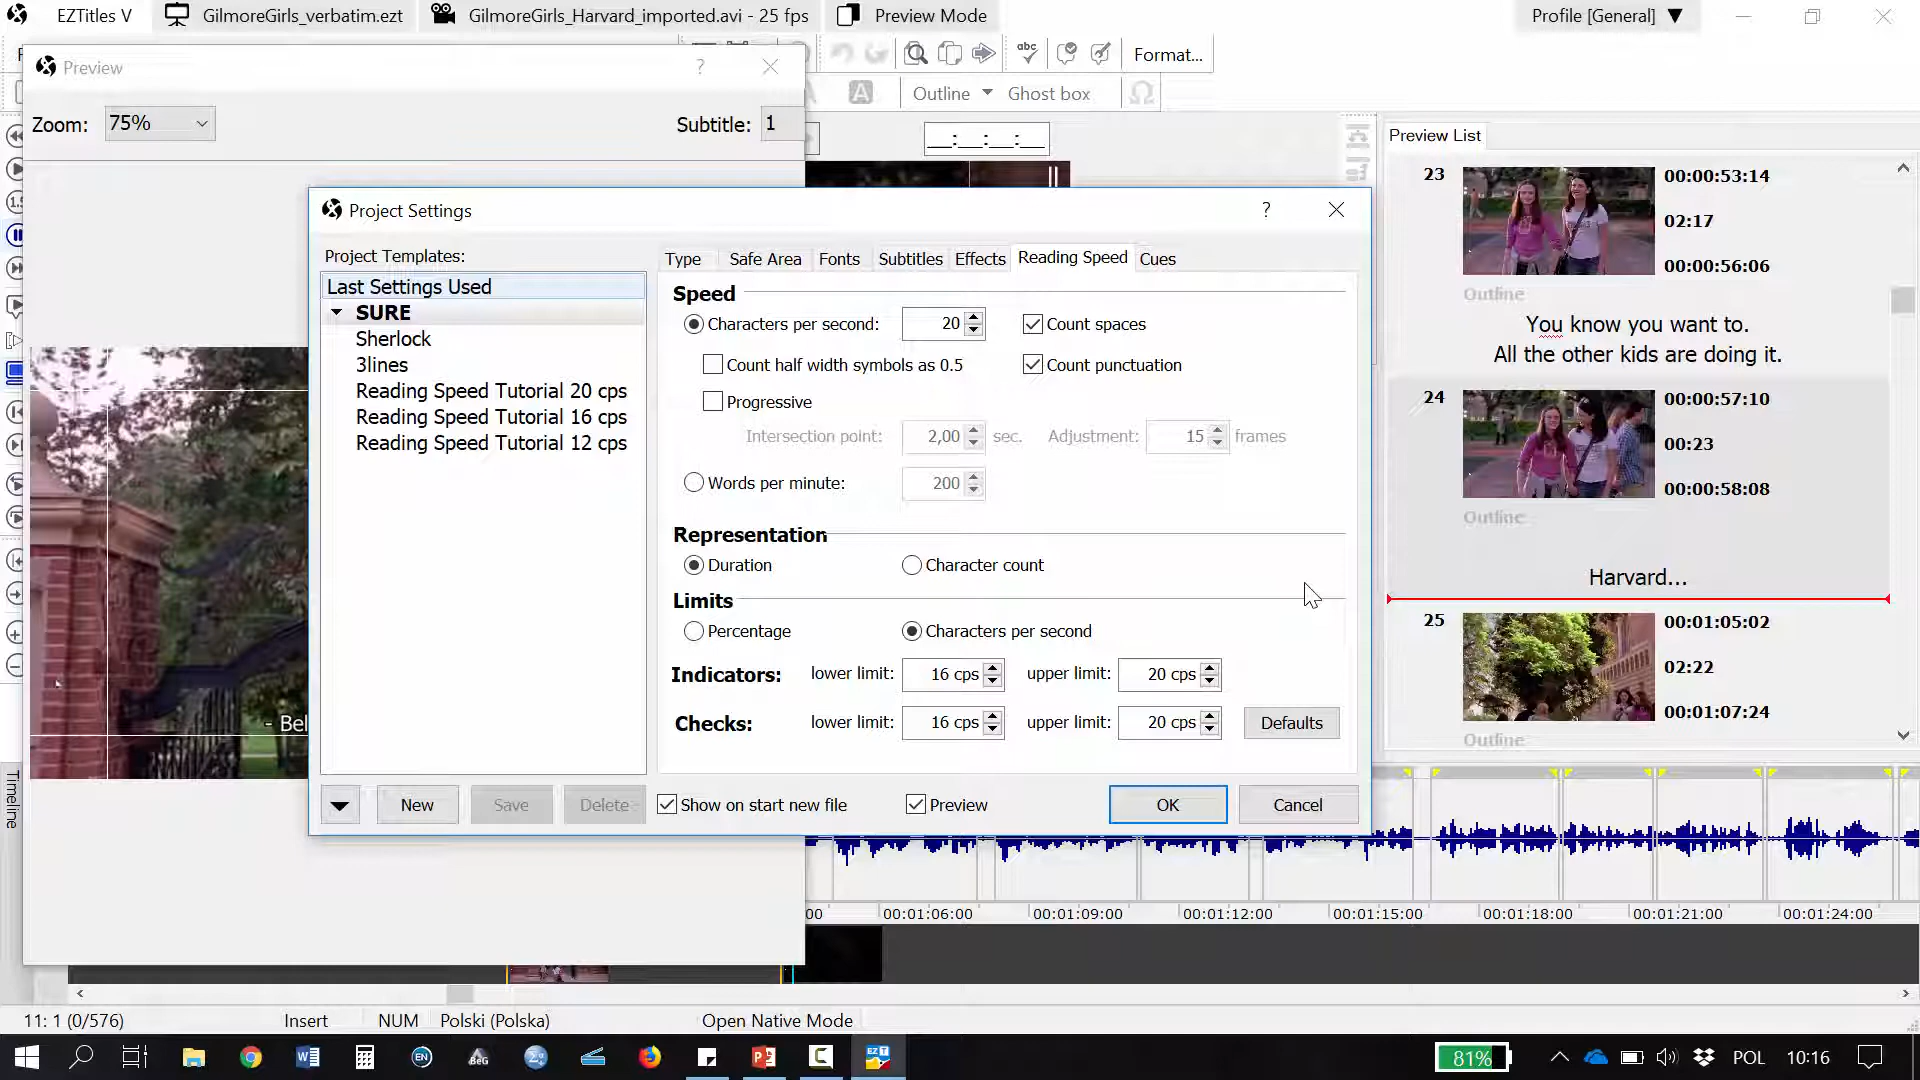 EZTitles V
GilmoreGirls_verbatim.ezt
GilmoreGirls_Harvard_imported.avi - 25 fps
Preview Mode
Profile [General]
abc
Format...
Preview
?
Outline
Ghost box
Zoom:
75%
Subtitle:
1
__:__:__:__
Preview List
23
00:00:53:14
02:17
00:00:56:06
Outline
You know you want to.
All the other kids are doing it.
24
00:00:57:10
00:23
00:00:58:08
Outline
Harvard...
25
00:01:05:02
02:22
00:01:07:24
Outline
Project Settings
?
Project Templates:
Last Settings Used
SURE
Sherlock
3lines
Reading Speed Tutorial 20 cps
Reading Speed Tutorial 16 cps
Reading Speed Tutorial 12 cps
Type
Safe Area
Fonts
Subtitles
Effects
Reading Speed
Cues
Speed
Characters per second:
20
Count spaces
Count half width symbols as 0.5
Count punctuation
Progressive
Intersection point:
2,00
sec.
Adjustment:
15
frames
Words per minute:
200
Representation
Duration
Character count
Limits
Percentage
Characters per second
Indicators:
lower limit:
16 cps
upper limit:
20 cps
Checks:
lower limit:
16 cps
upper limit:
20 cps
Defaults
New
Save
Delete
Show on start new file
Preview
OK
Cancel
- Bel
Timeline
00
00:01:06:00
00:01:09:00
00:01:12:00
00:01:15:00
00:01:18:00
00:01:21:00
00:01:24:00
11: 1 (0/576)
Insert
NUM
Polski (Polska)
Open Native Mode
EN
BeG
EZT
81%
POL
10:16